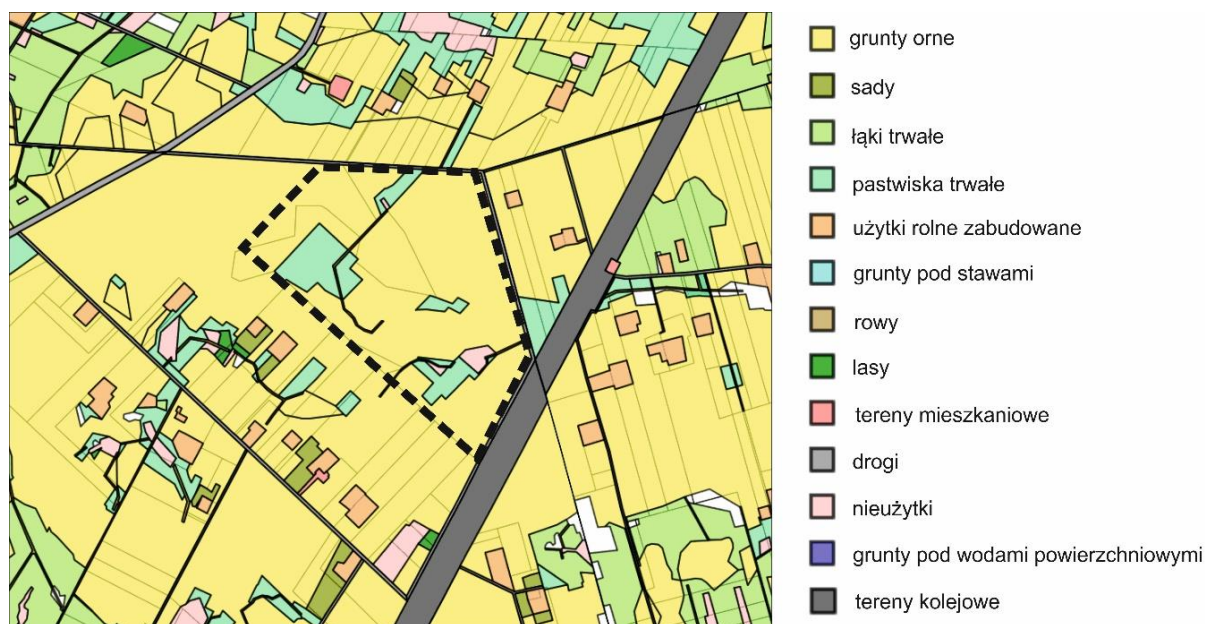 grunty orne
sady
łąki trwałe
pastwiska trwałe
użytki rolne zabudowane
grunty pod stawami
rowy
lasy
tereny mieszkaniowe
drogi
nieużytki
grunty pod wodami powierzchniowymi
tereny kolejowe